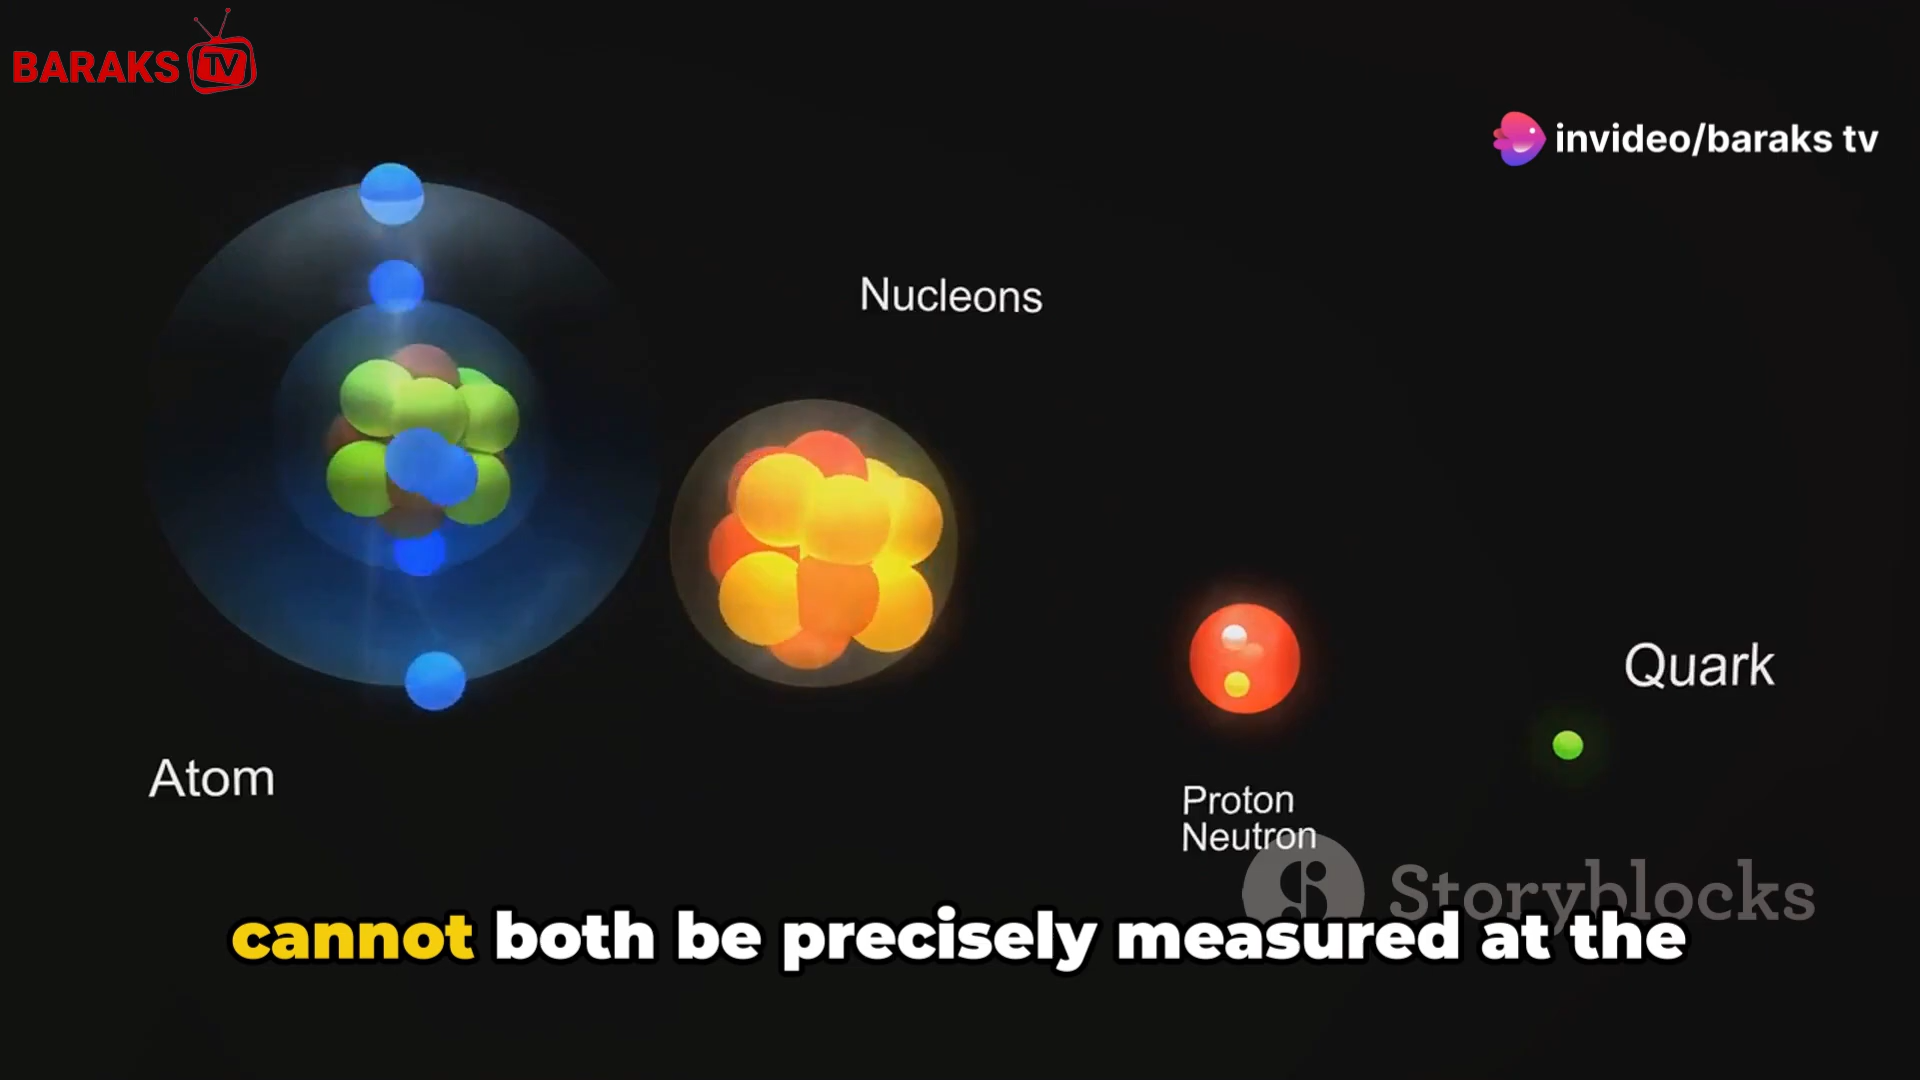 BARAKS TV
invideo/baraks tv
Nucleons
Quark
Atom
Proton
Neutron
Storyblocks
cannot both be precisely measured at the